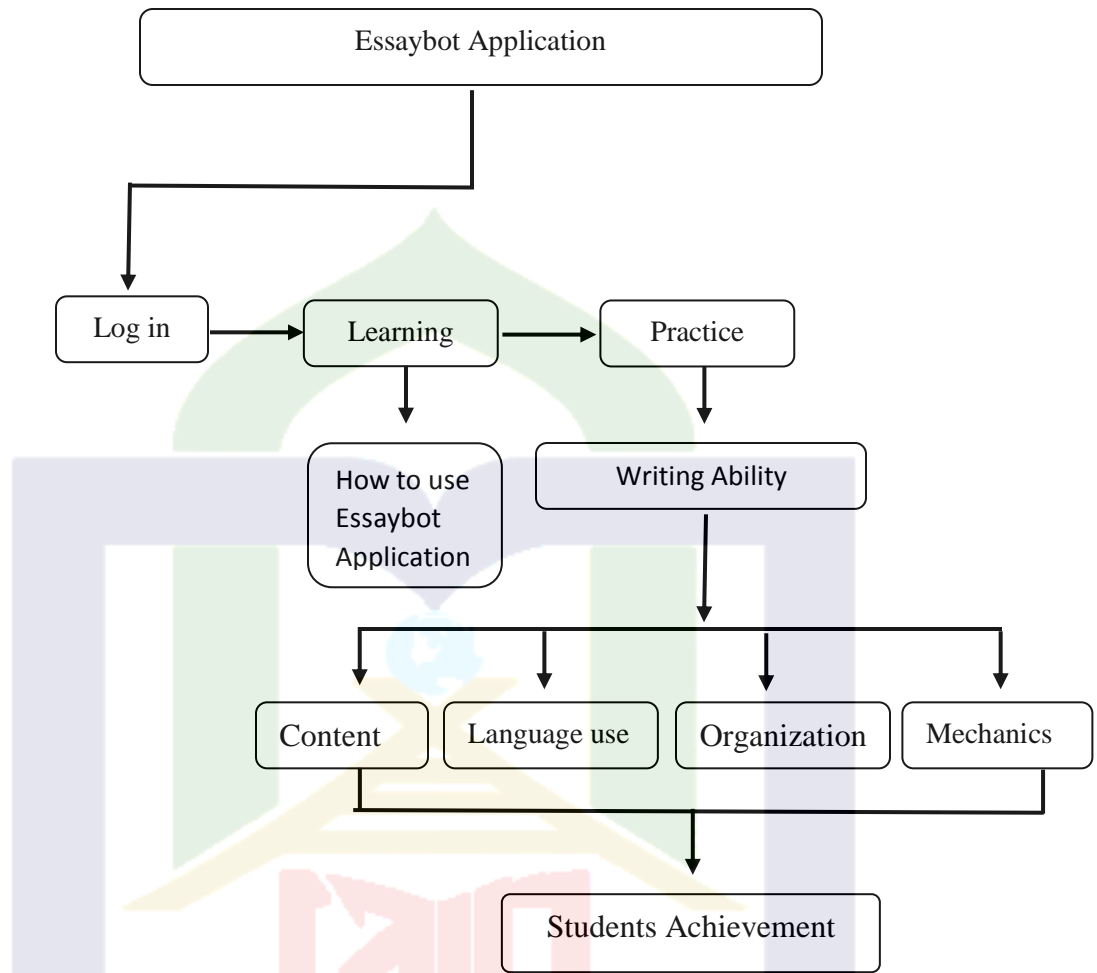 Essaybot Application
Log in
Learning
Practice
How to use
Essaybot
Application
Writing Ability
Content
Language use
Organization
Mechanics
Students Achievement